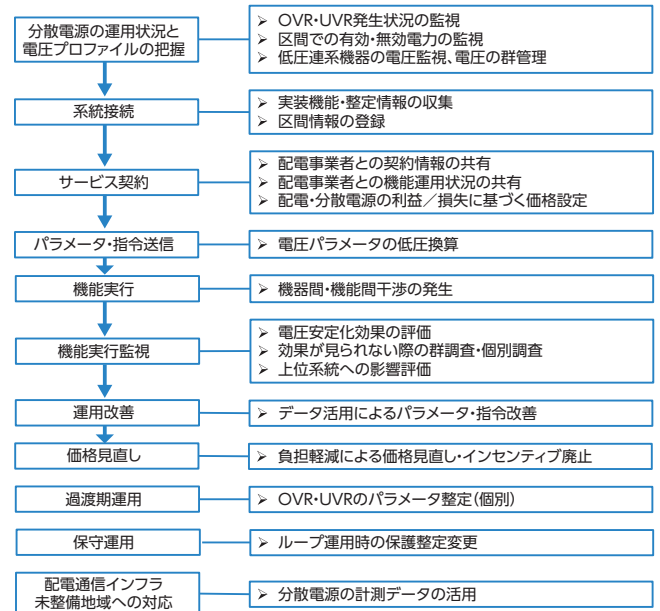 分散電源の運用状況と
電圧プロファイルの把握
➢ OVR・UVR発生状況の監視
➢ 区間での有効・無効電力の監視
➢ 低圧連系機器の電圧監視、電圧の群管理
系統接続
➢ 実装機能・整定情報の収集
➢ 区間情報の登録
サービス契約
➢ 配電事業者との契約情報の共有
➢ 配電事業者との機能運用状況の共有
➢ 配電・分散電源の利益／損失に基づく価格設定
パラメータ・指令送信
➢ 電圧パラメータの低圧換算
機能実行
➢ 機器間・機能間干渉の発生
機能実行監視
➢ 電圧安定化効果の評価
➢ 効果が見られない際の群調査・個別調査
➢ 上位系統への影響評価
運用改善
➢ データ活用によるパラメータ・指令改善
価格見直し
➢ 負担軽減による価格見直し・インセンティブ廃止
過渡期運用
➢ OVR・UVRのパラメータ整定（個別）
保守運用
➢ ループ運用時の保護整定変更
配電通信インフラ
未整備地域への対応
➢ 分散電源の計測データの活用